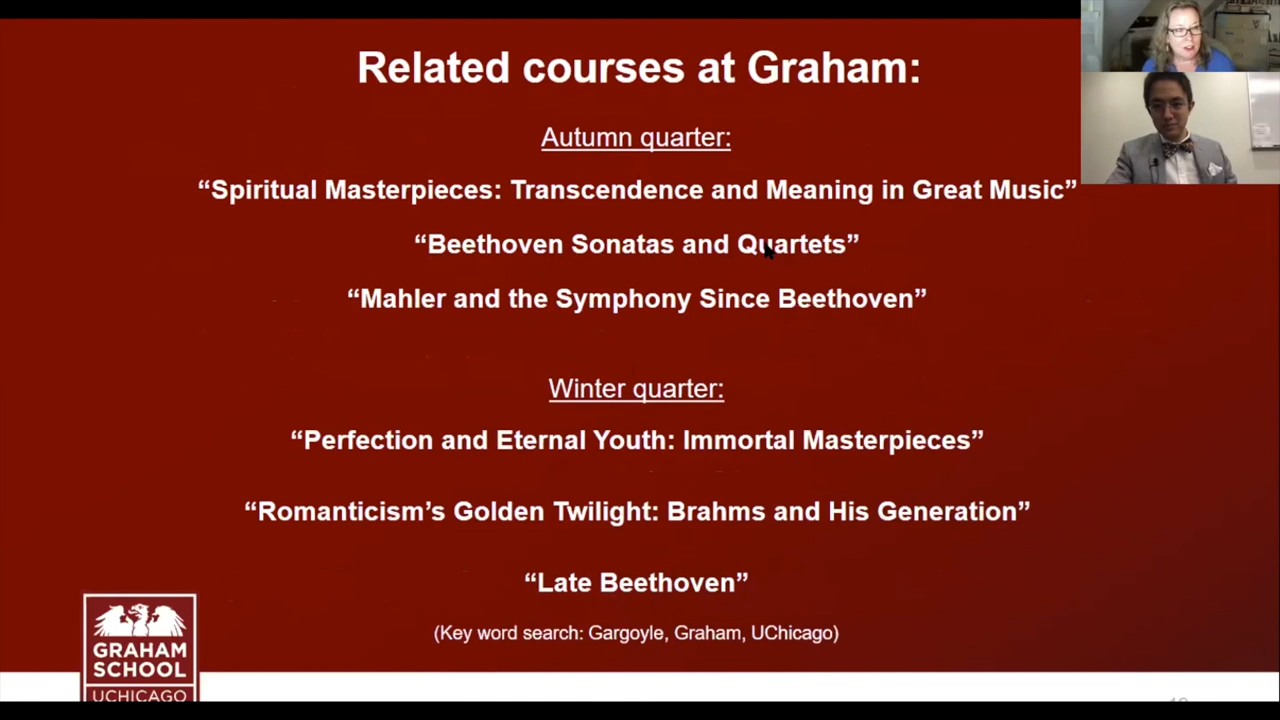 Related courses at Graham:
Autumn quarter:
“Spiritual Masterpieces: Transcendence and Meaning in Great Music”
“Beethoven Sonatas and Quartets”
“Mahler and the Symphony Since Beethoven”
Winter quarter:
“Perfection and Eternal Youth: Immortal Masterpieces”
“Romanticism’s Golden Twilight: Brahms and His Generation”
“Late Beethoven”
(Key word search: Gargoyle, Graham, UChicago)
GRAHAM
SCHOOL
UCHICAGO